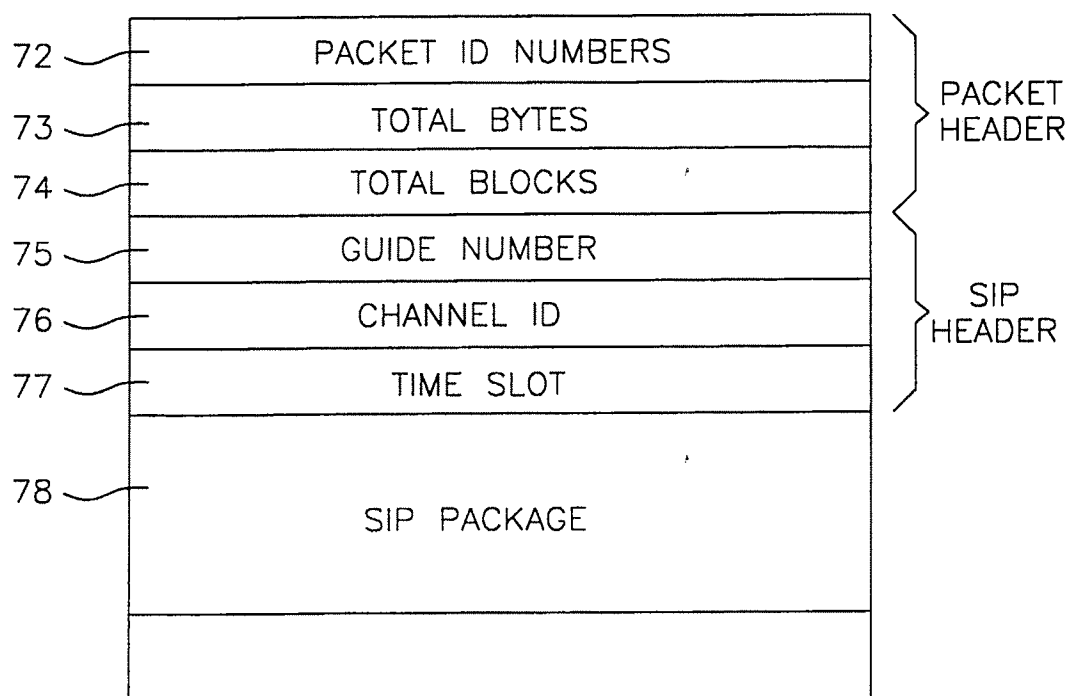 72 PACKET ID NUMBERS
73 TOTAL BYTES
74 TOTAL BLOCKS
PACKET
HEADER
75 GUIDE NUMBER
76 CHANNEL ID
77 TIME SLOT
SIP
HEADER
78 SIP PACKAGE